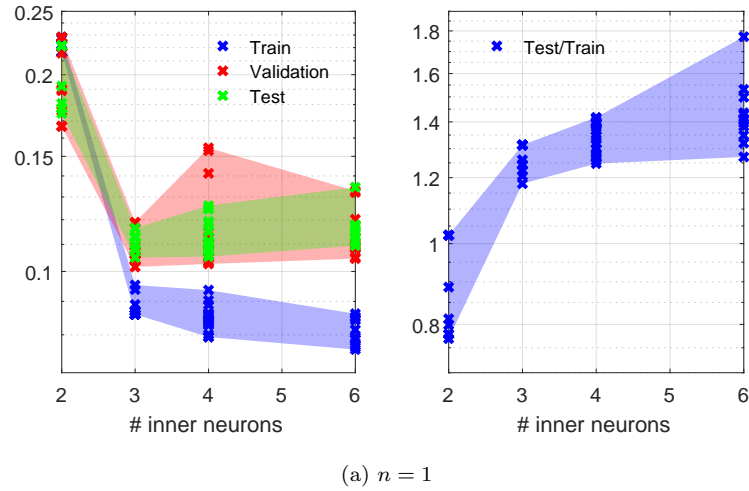 0.25
0.2
0.15
0.1
2
3
4
5
6
# inner neurons
Train
Validation
Test
1.8
1.6
1.4
1.2
1
0.8
2
3
4
5
6
# inner neurons
Test/Train
(a) n = 1